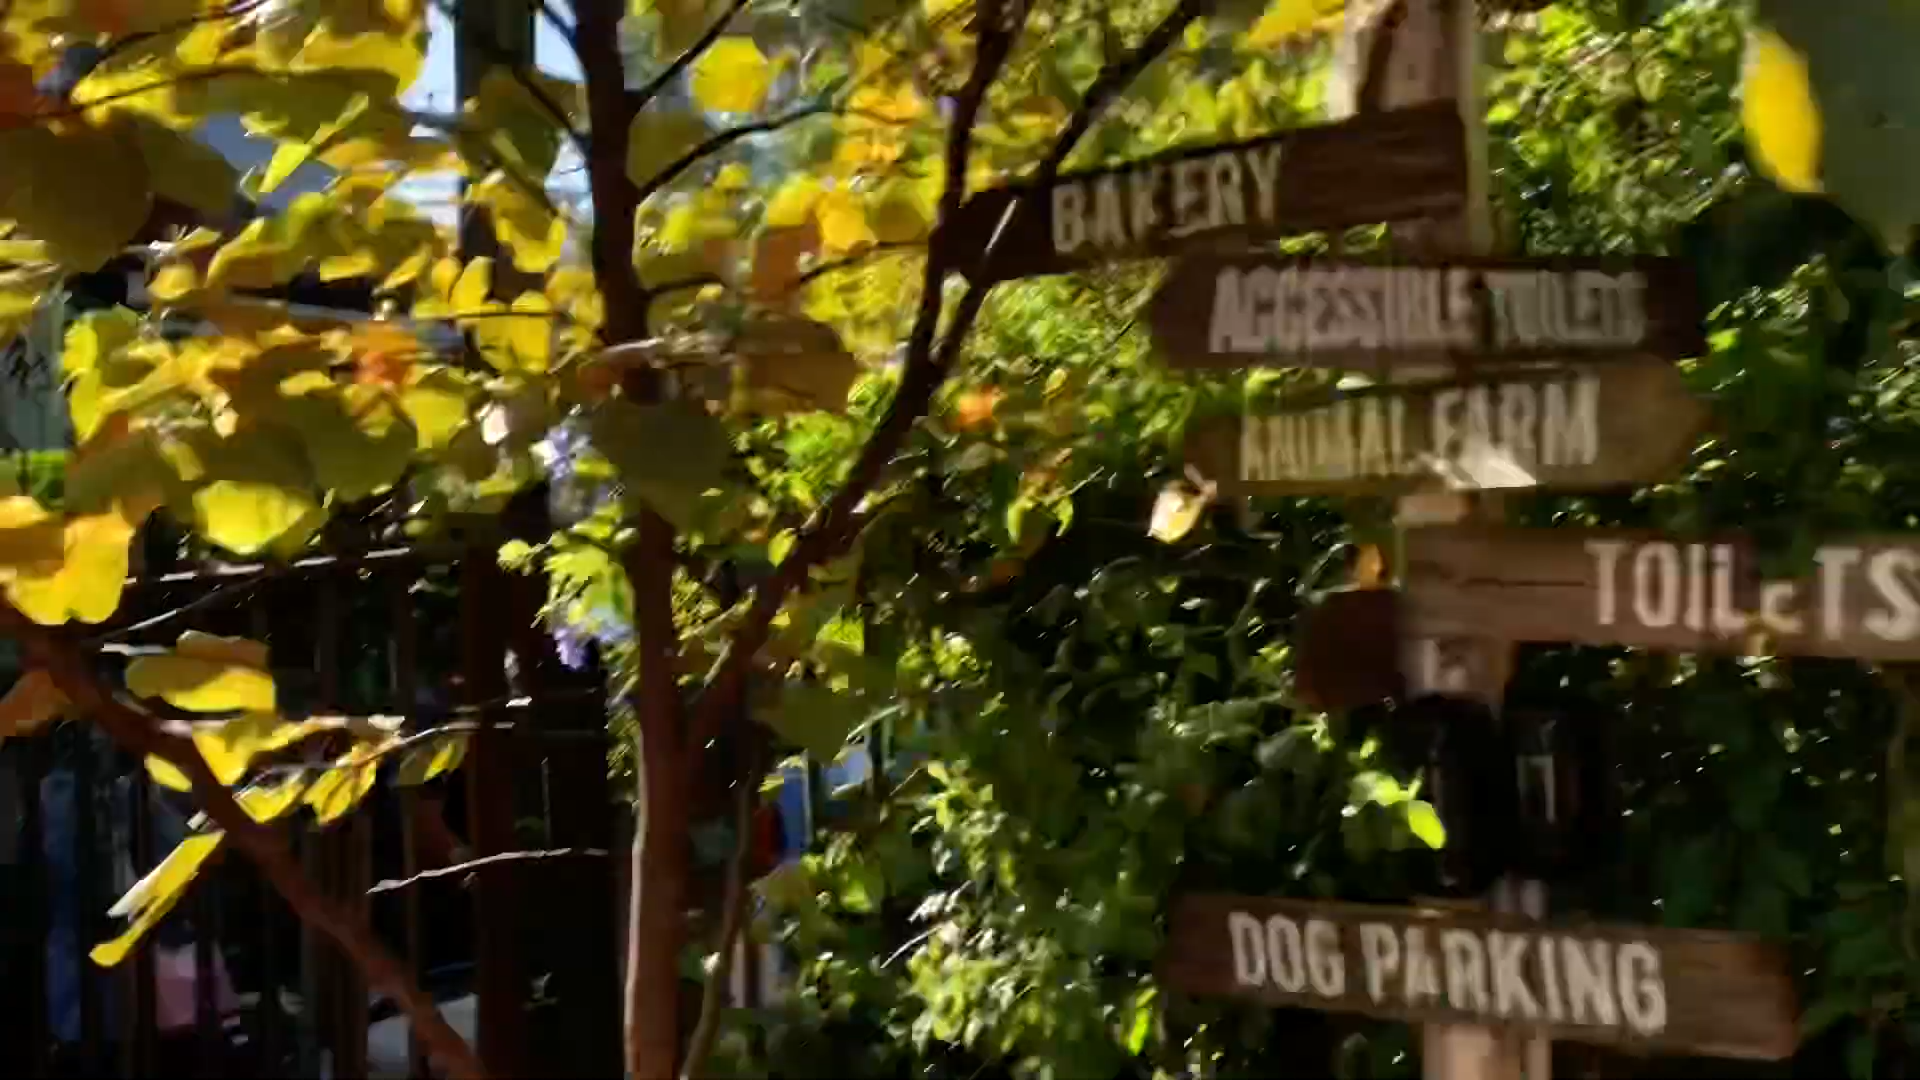 BAKERY
ACCESSIBLE TOILETS
ANIMAL FARM
TOILETS
DOG PARKING